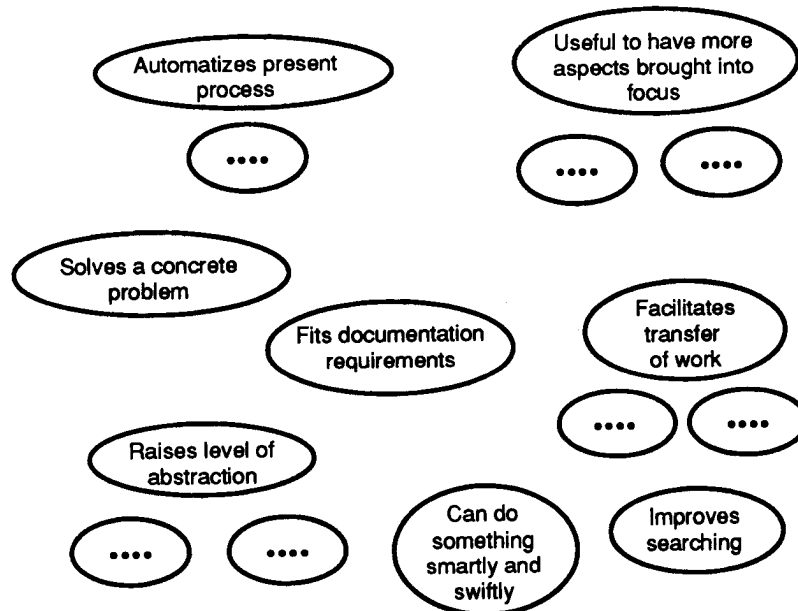 Automatizes present
process
....
Useful to have more
aspects brought into
focus
....
....
Solves a concrete
problem
Fits documentation
requirements
Facilitates
transfer
of work
....
....
Raises level of
abstraction
....
....
Can do
something
smartly and
swiftly
Improves
searching